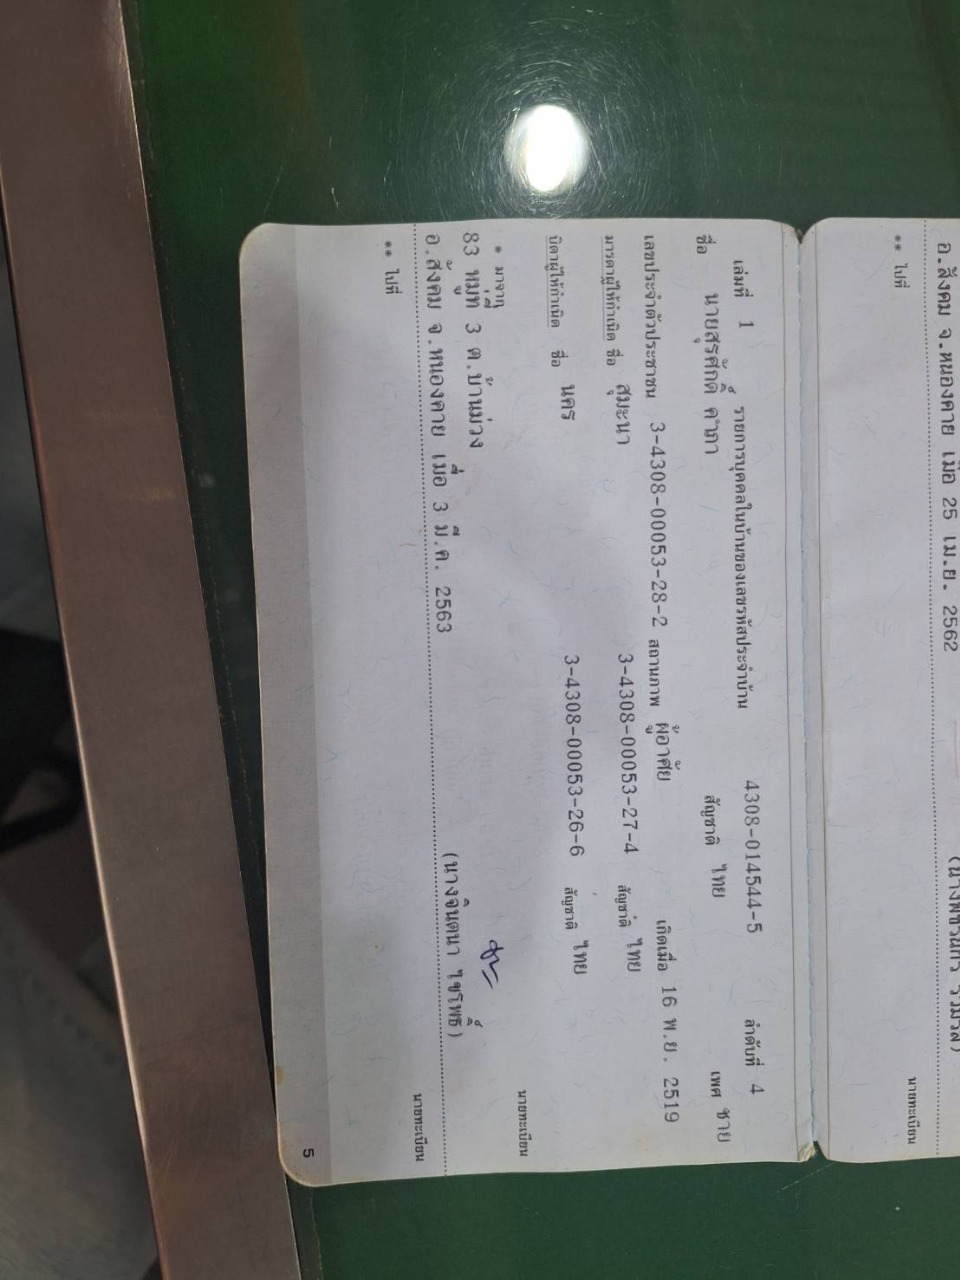 อ.สังคม จ.หนองคาย เมื่อ 25 เม.ย. 2562
นายทะเบียน
** ไปที่
เล่มที่ 1 รายการบุคคลในบ้านของเลขรหัสประจำบ้าน 4308-014544-5 ลำดับที่ 4
ชื่อ นายสุรศักดิ์ คำภา สัญชาติ ไทย เพศ ชาย
เลขประจำตัวประชาชน 3-4308-00053-28-2 สถานภาพ ผู้อาศัย เกิดเมื่อ 16 พ.ย. 2519
มารดาผู้ให้กำเนิด ชื่อ สุมะนา 3-4308-00053-27-4 สัญชาติ ไทย
บิดาผู้ให้กำเนิด ชื่อ นคร 3-4308-00053-26-6 สัญชาติ ไทย
* มาจาก
83 หมู่ที่ 3 ต.บ้านม่วง นายทะเบียน
อ.สังคม จ.หนองคาย เมื่อ 3 มี.ค. 2563 (นางจินตนา ไขโพธิ์)
** ไปที่ นายทะเบียน
5